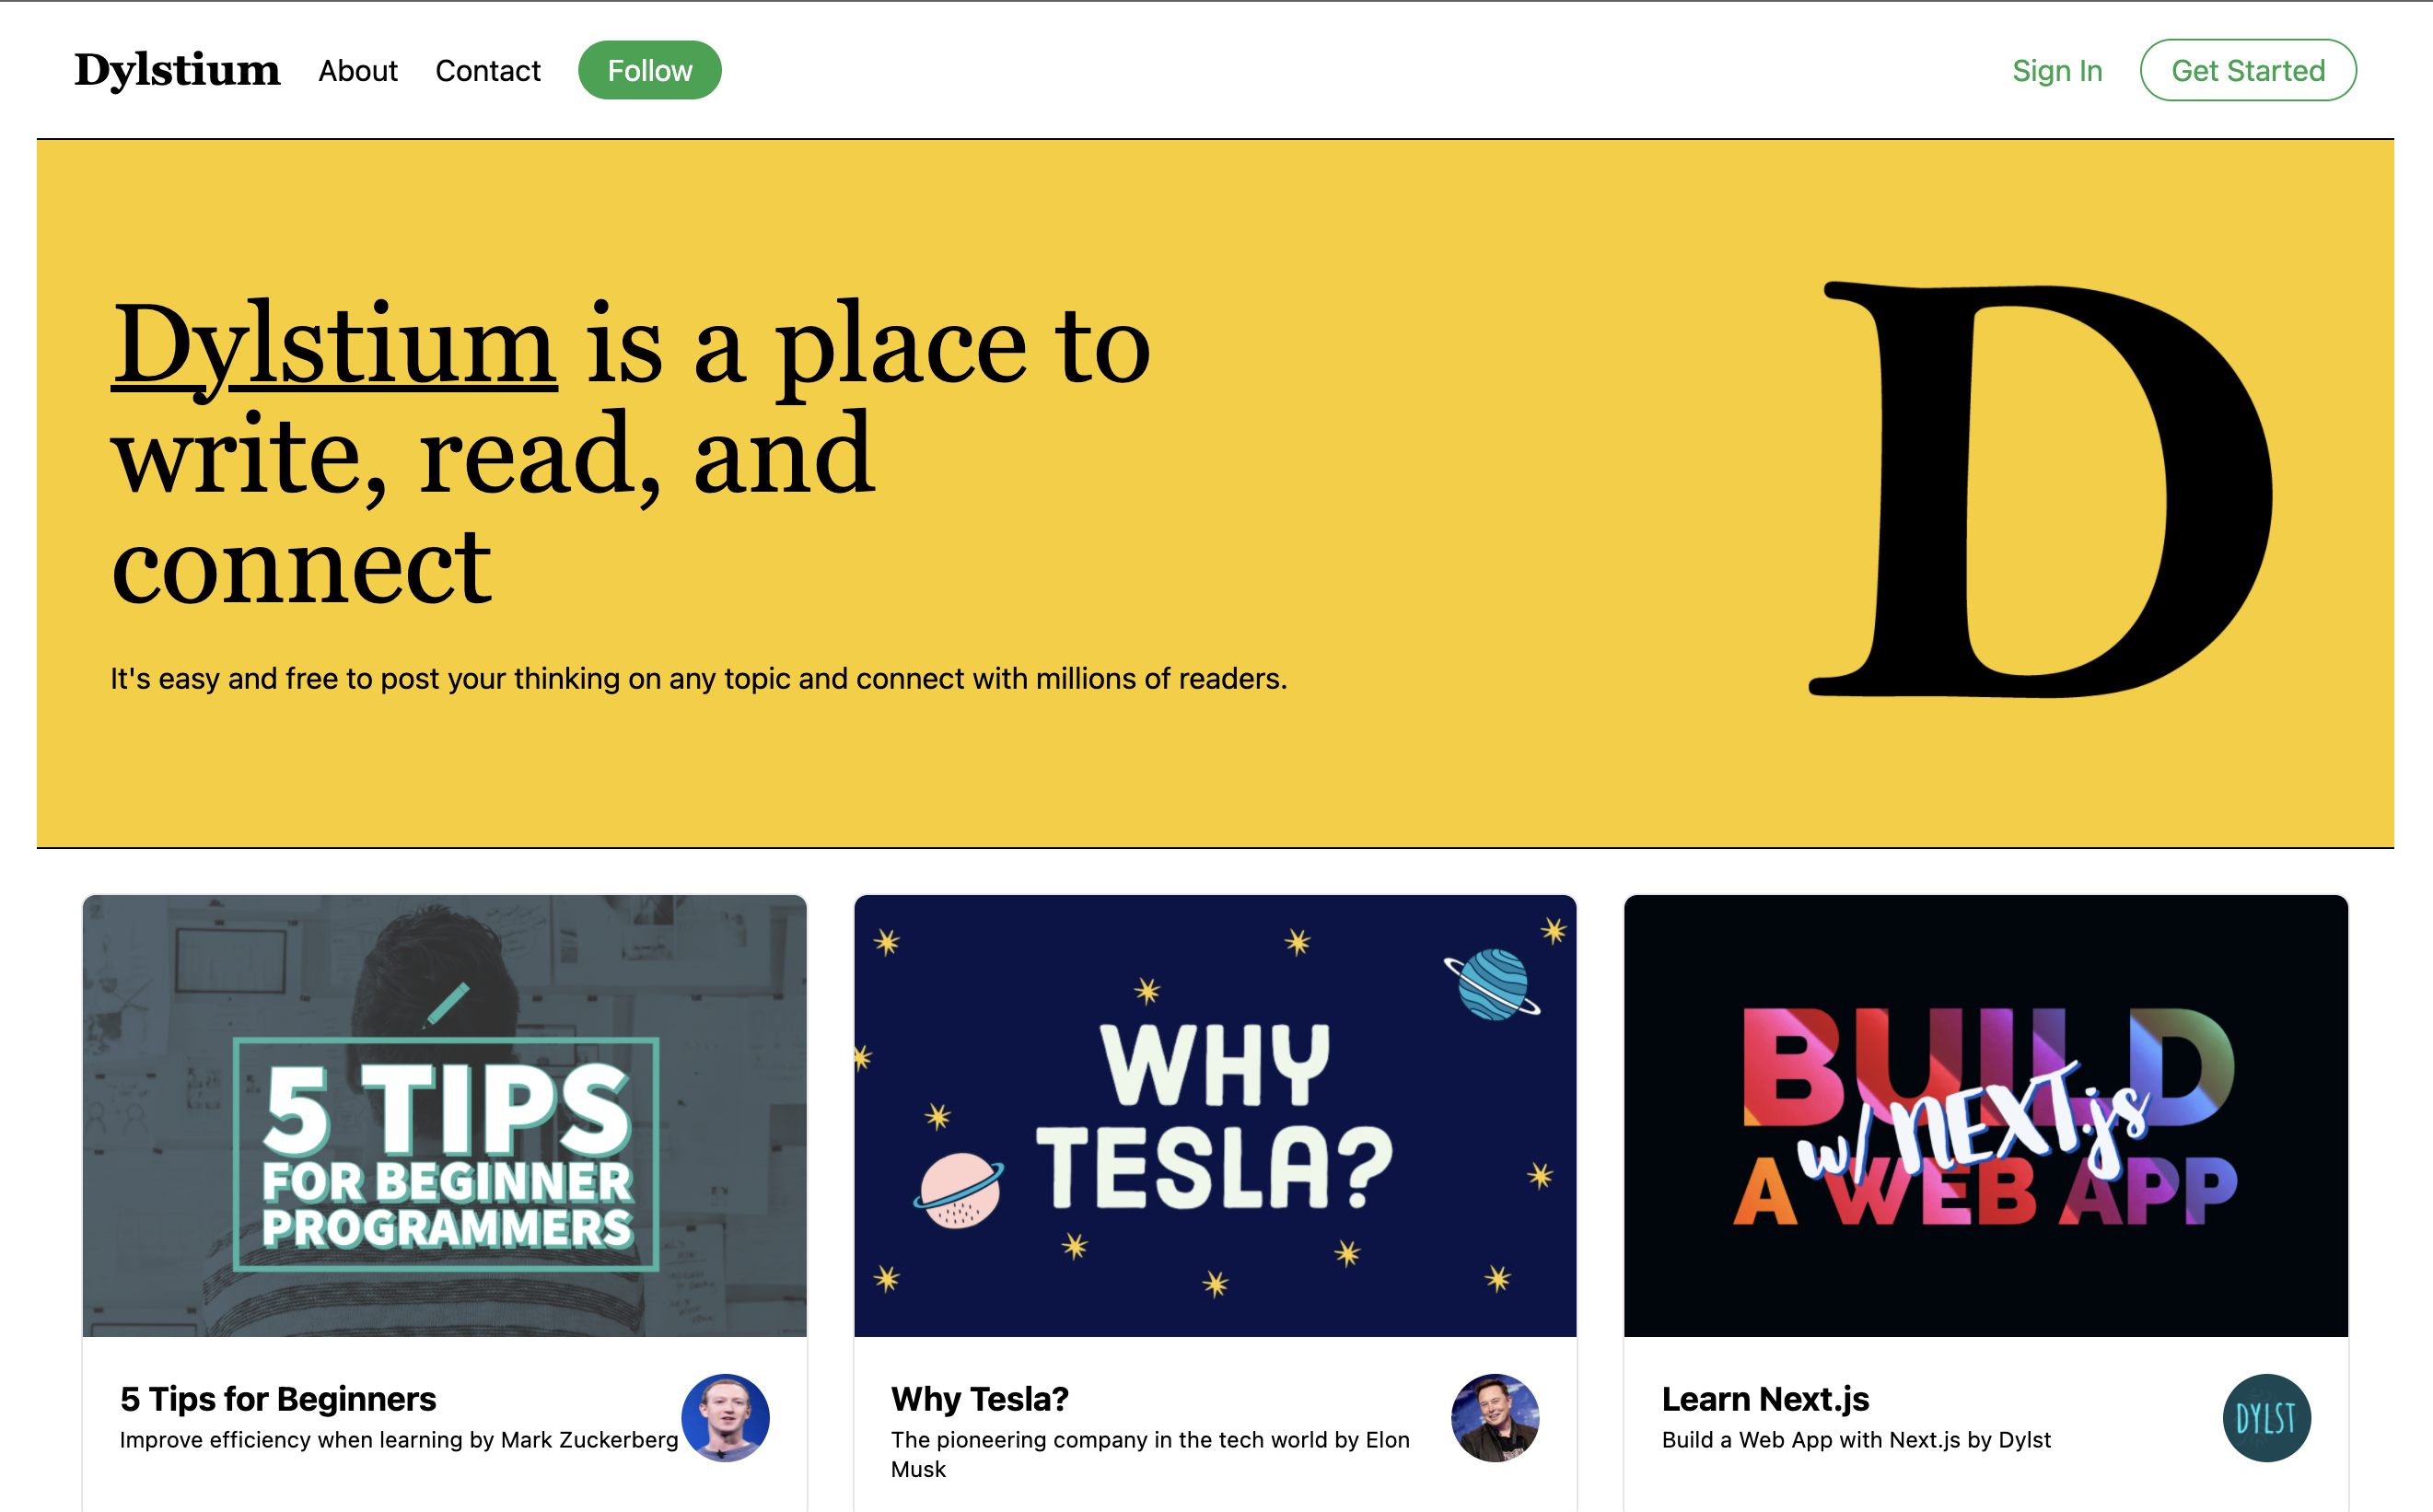 Dylstium About Contact Follow Sign In Get Started
Dylstium is a place to
write, read, and
connect
D
It's easy and free to post your thinking on any topic and connect with millions of readers.
5 TIPS
FOR BEGINNER
PROGRAMMERS
5 Tips for Beginners
Improve efficiency when learning by Mark Zuckerberg
WHY
TESLA?
Why Tesla?
The pioneering company in the tech world by Elon
Musk
BUILD
w/ NEXT.js
A WEB APP
Learn Next.js
Build a Web App with Next.js by Dylst
DYLST